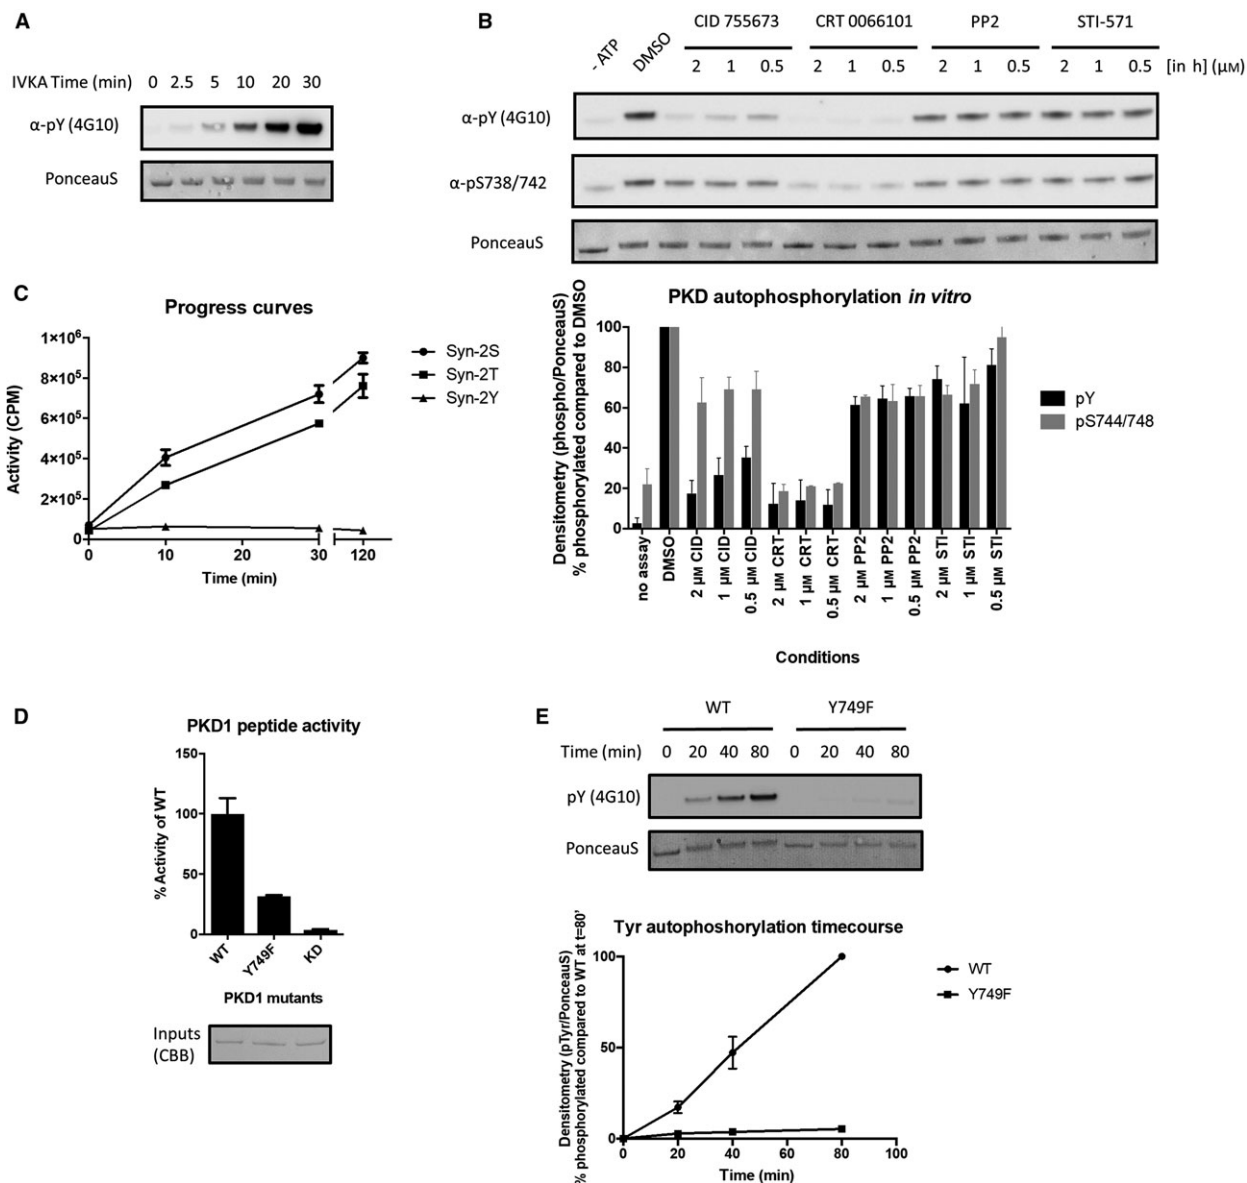 A
IVKA Time (min) 0 2.5 5 10 20 30
α-pY (4G10)
PonceauS
B
CID 755673 CRT 0066101 PP2 STI-571
- ATP DMSO 2 1 0.5 2 1 0.5 2 1 0.5 2 1 0.5 [in h] (μM)
α-pY (4G10)
α-pS738/742
PonceauS
C
Progress curves
Activity (CPM)
1×10⁶
8×10⁵
6×10⁵
4×10⁵
2×10⁵
0
0 10 20 30 120
Time (min)
Syn-2S
Syn-2T
Syn-2Y
PKD autophosphorylation in vitro
Densitometry (phospho/PonceauS)
% phosphorylated compared to DMSO
100
80
60
40
20
0
no assay
DMSO
2 μM CID
1 μM CID
0.5 μM CID
2 μM CRT
1 μM CRT
0.5 μM CRT
2 μM PP2
1 μM PP2
0.5 μM PP2
2 μM STI
1 μM STI
0.5 μM STI
Conditions
pY
pS744/748
D
PKD1 peptide activity
% Activity of WT
150
100
50
0
WT Y749F KD
PKD1 mutants
Inputs
(CBB)
E
WT Y749F
Time (min) 0 20 40 80 0 20 40 80
pY (4G10)
PonceauS
Tyr autophoshorylation timecourse
Densitometry (pTyr/PonceauS)
% phosphorylated compared to WT at t=80'
100
50
0
0 20 40 60 80 100
Time (min)
WT
Y749F